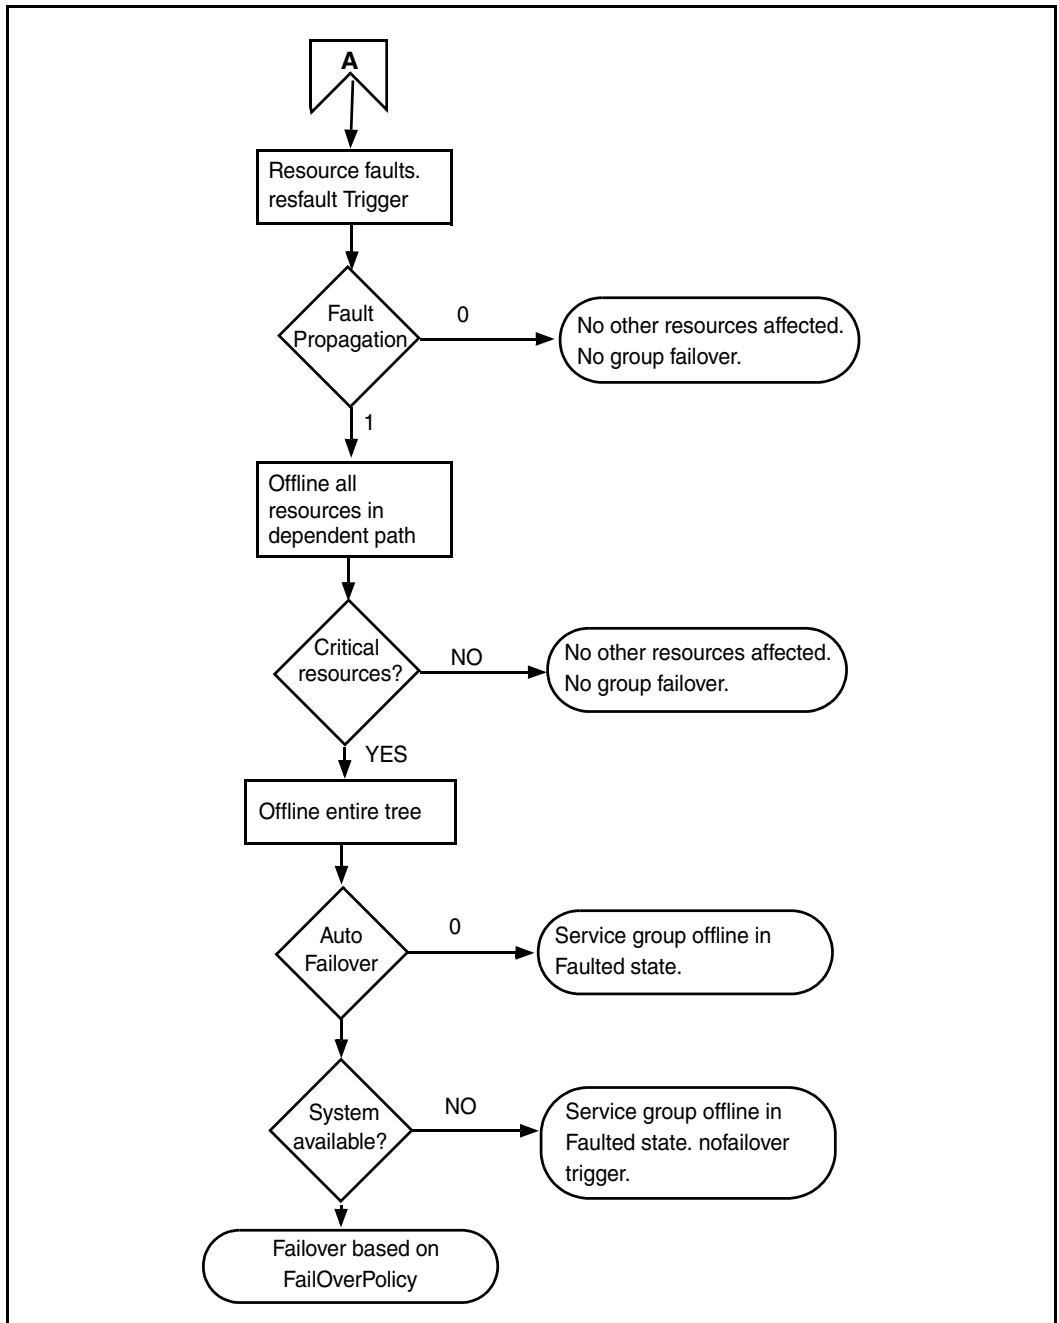 A
Resource faults.
resfault Trigger
Fault
Propagation
0
No other resources affected.
No group failover.
1
Offline all
resources in
dependent path
Critical
resources?
NO
No other resources affected.
No group failover.
YES
Offline entire tree
Auto
Failover
0
Service group offline in
Faulted state.
System
available?
NO
Service group offline in
Faulted state. nofailover
trigger.
Failover based on
FailOverPolicy